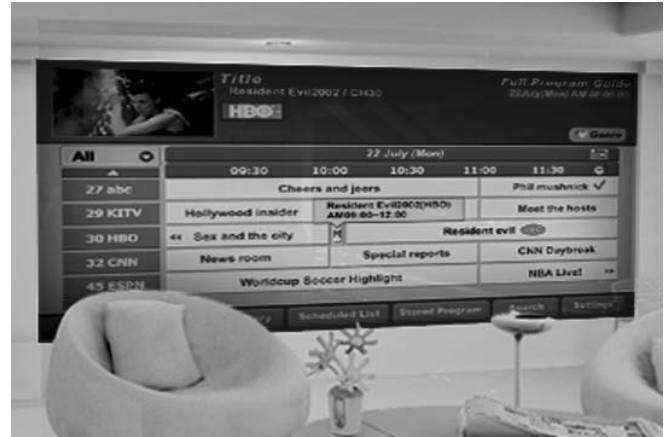 Title Full Program Guide
Resident Evil2002 / CH30 22July(Mon) AM
HBO
Genre
All 22 July (Mon)
09:30 10:00 10:30 11:00 11:30 G
27 abc Cheers and jeers Phil mushnick
29 KITV Hollywood insider Resident Evil2002(HBO) Meet the hosts
AM09:00~12:00
30 HBO Sex and the city Resident evil
32 CNN News room Special reports CNN Daybreak
45 ESPN Worldcup Soccer Highlight NBA Live!
Scheduled List Stored Program Search Settings